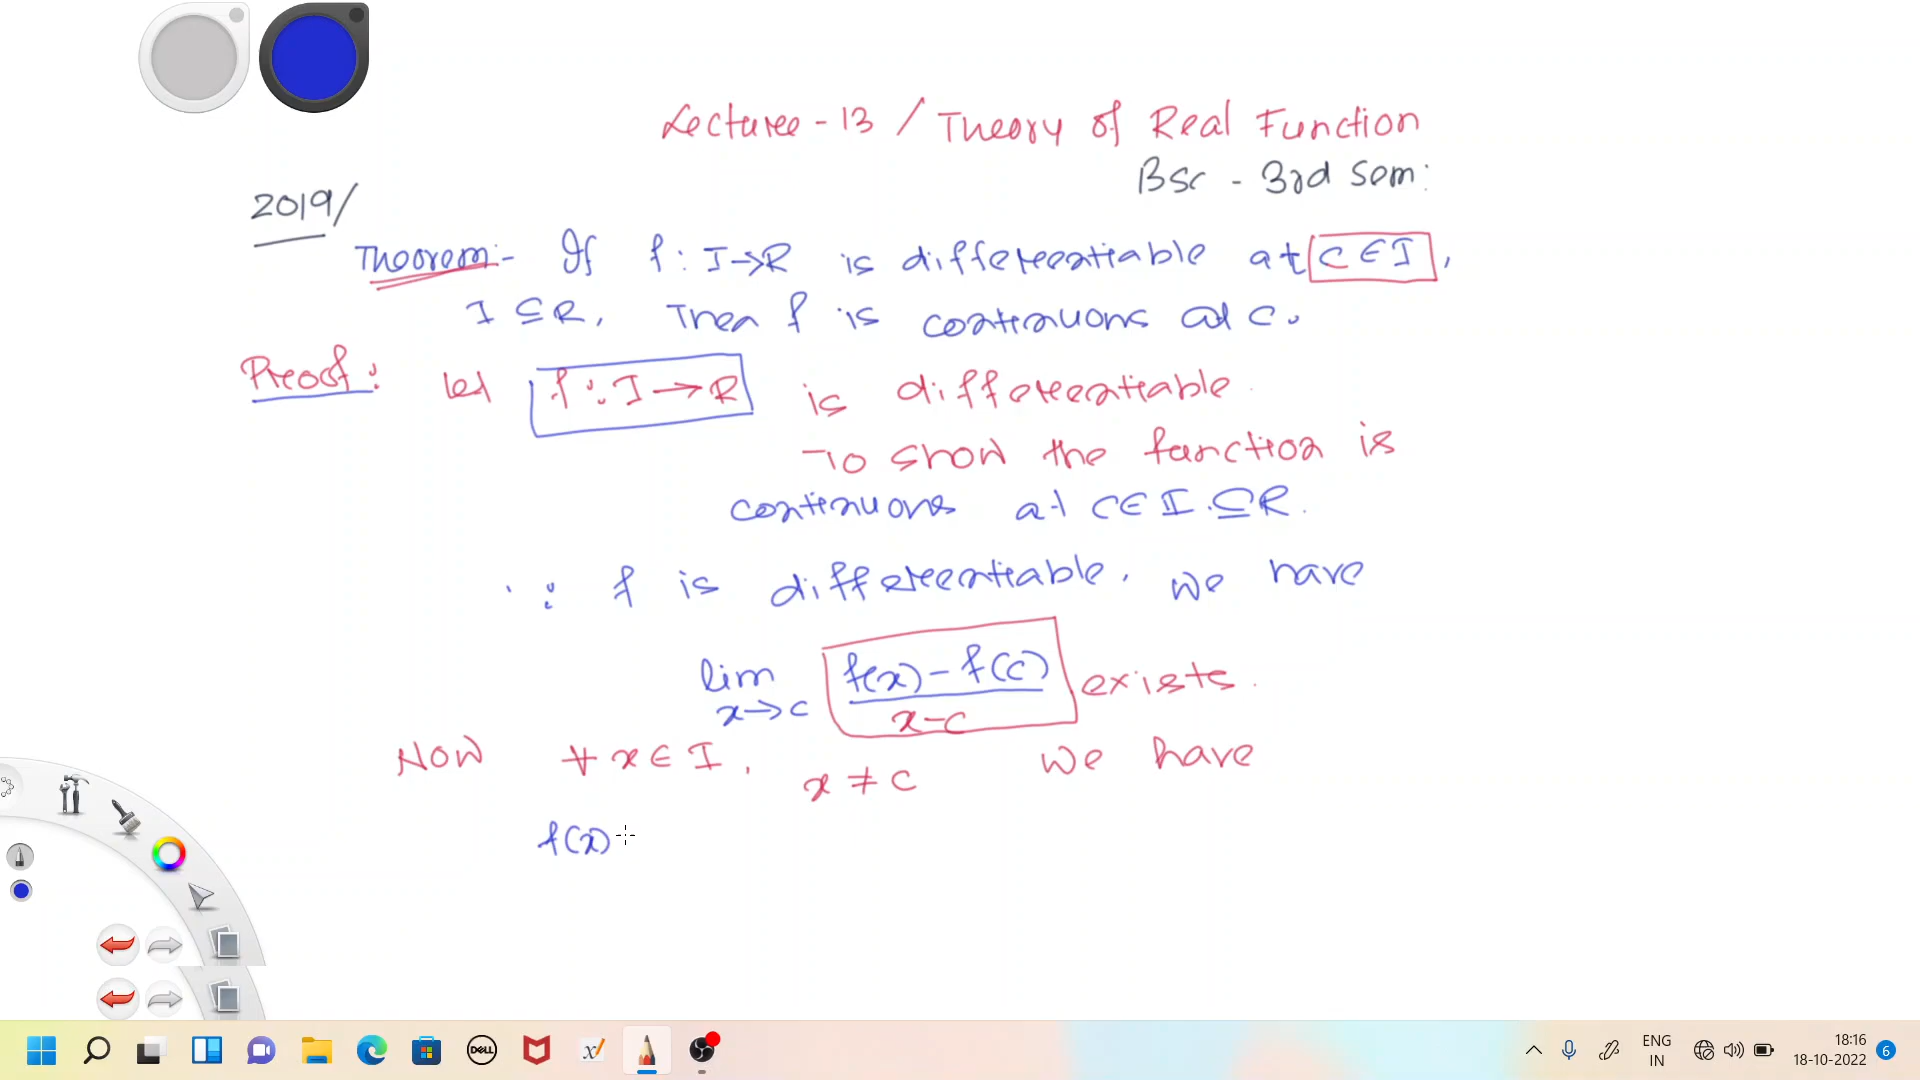 Lecture - 13 / Theory of Real Function
BSc - 3rd Sem:
2019/
Theorem:- If f : I→R is differentiable at C∈I,
I ⊆R, Then f is continuous at c.
Proof: let f : I→R is differentiable.
To show the function is
continuous at C∈I ⊆R.
∵ f is differentiable, we have
lim x→c f(x) - f(c) / x-c exists.
Now ∀ x∈I, x ≠ c we have
f(x)
DELL
ENG
IN
18:16
18-10-2022
6